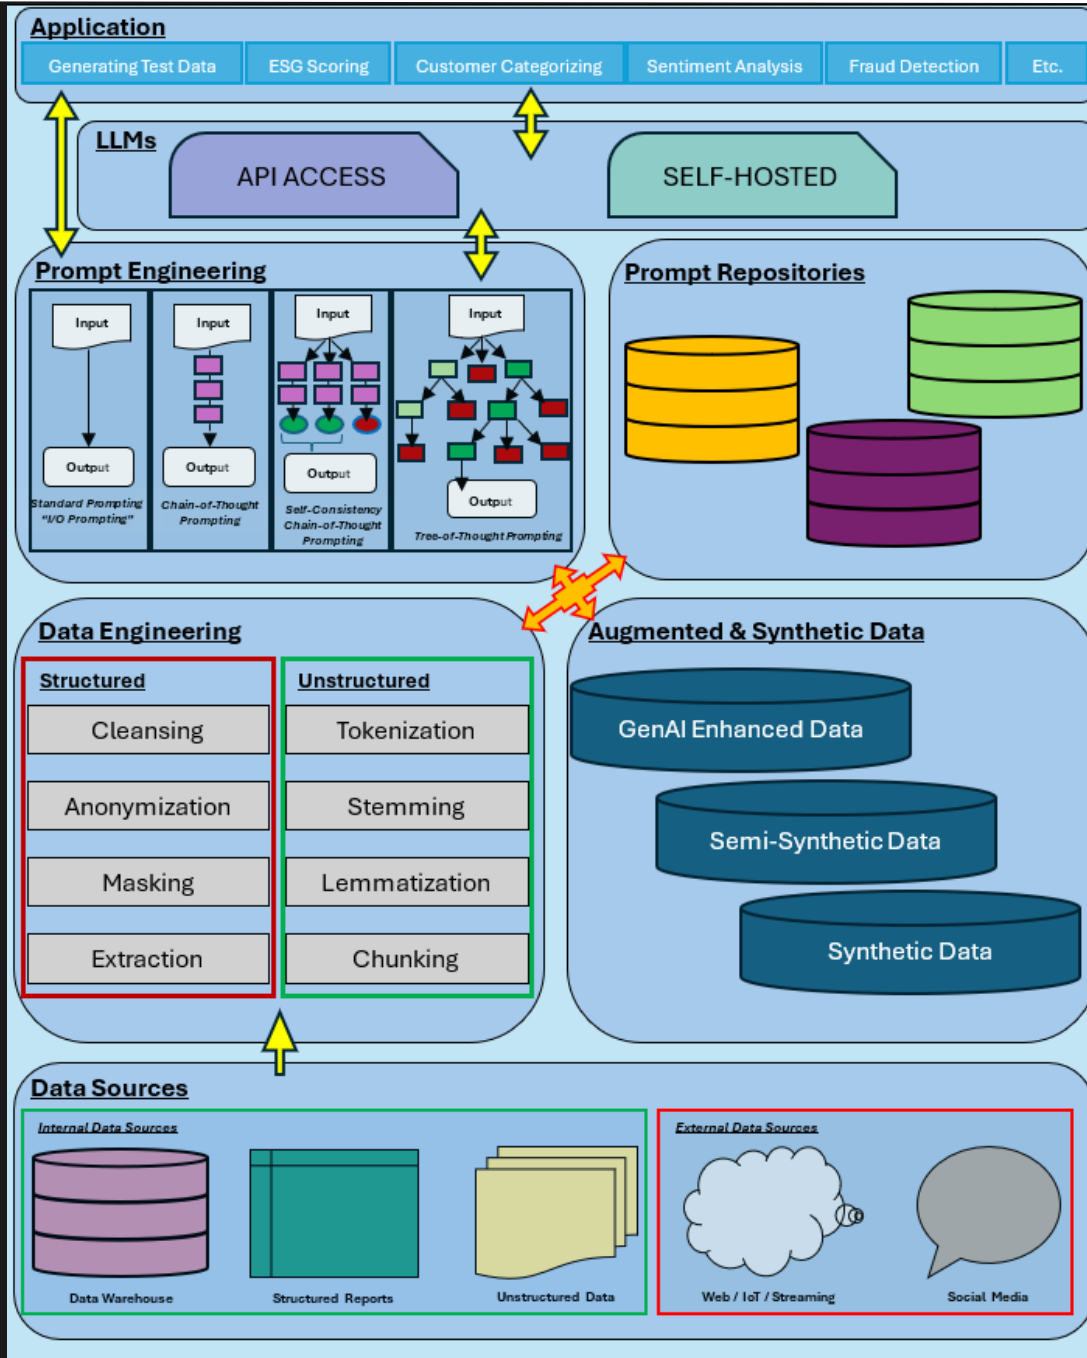 Application
Generating Test Data
ESG Scoring
Customer Categorizing
Sentiment Analysis
Fraud Detection
Etc.
LLMs
API ACCESS
SELF-HOSTED
Prompt Engineering
Input
Output
Standard Prompting
"I/O Prompting"
Input
Output
Chain-of-Thought
Prompting
Input
Output
Self-Consistency
Chain-of-Thought
Prompting
Input
Output
Tree-of-Thought Prompting
Prompt Repositories
Data Engineering
Structured
Cleansing
Anonymization
Masking
Extraction
Unstructured
Tokenization
Stemming
Lemmatization
Chunking
Augmented & Synthetic Data
GenAI Enhanced Data
Semi-Synthetic Data
Synthetic Data
Data Sources
Internal Data Sources
Data Warehouse
Structured Reports
Unstructured Data
External Data Sources
Web / IoT / Streaming
Social Media